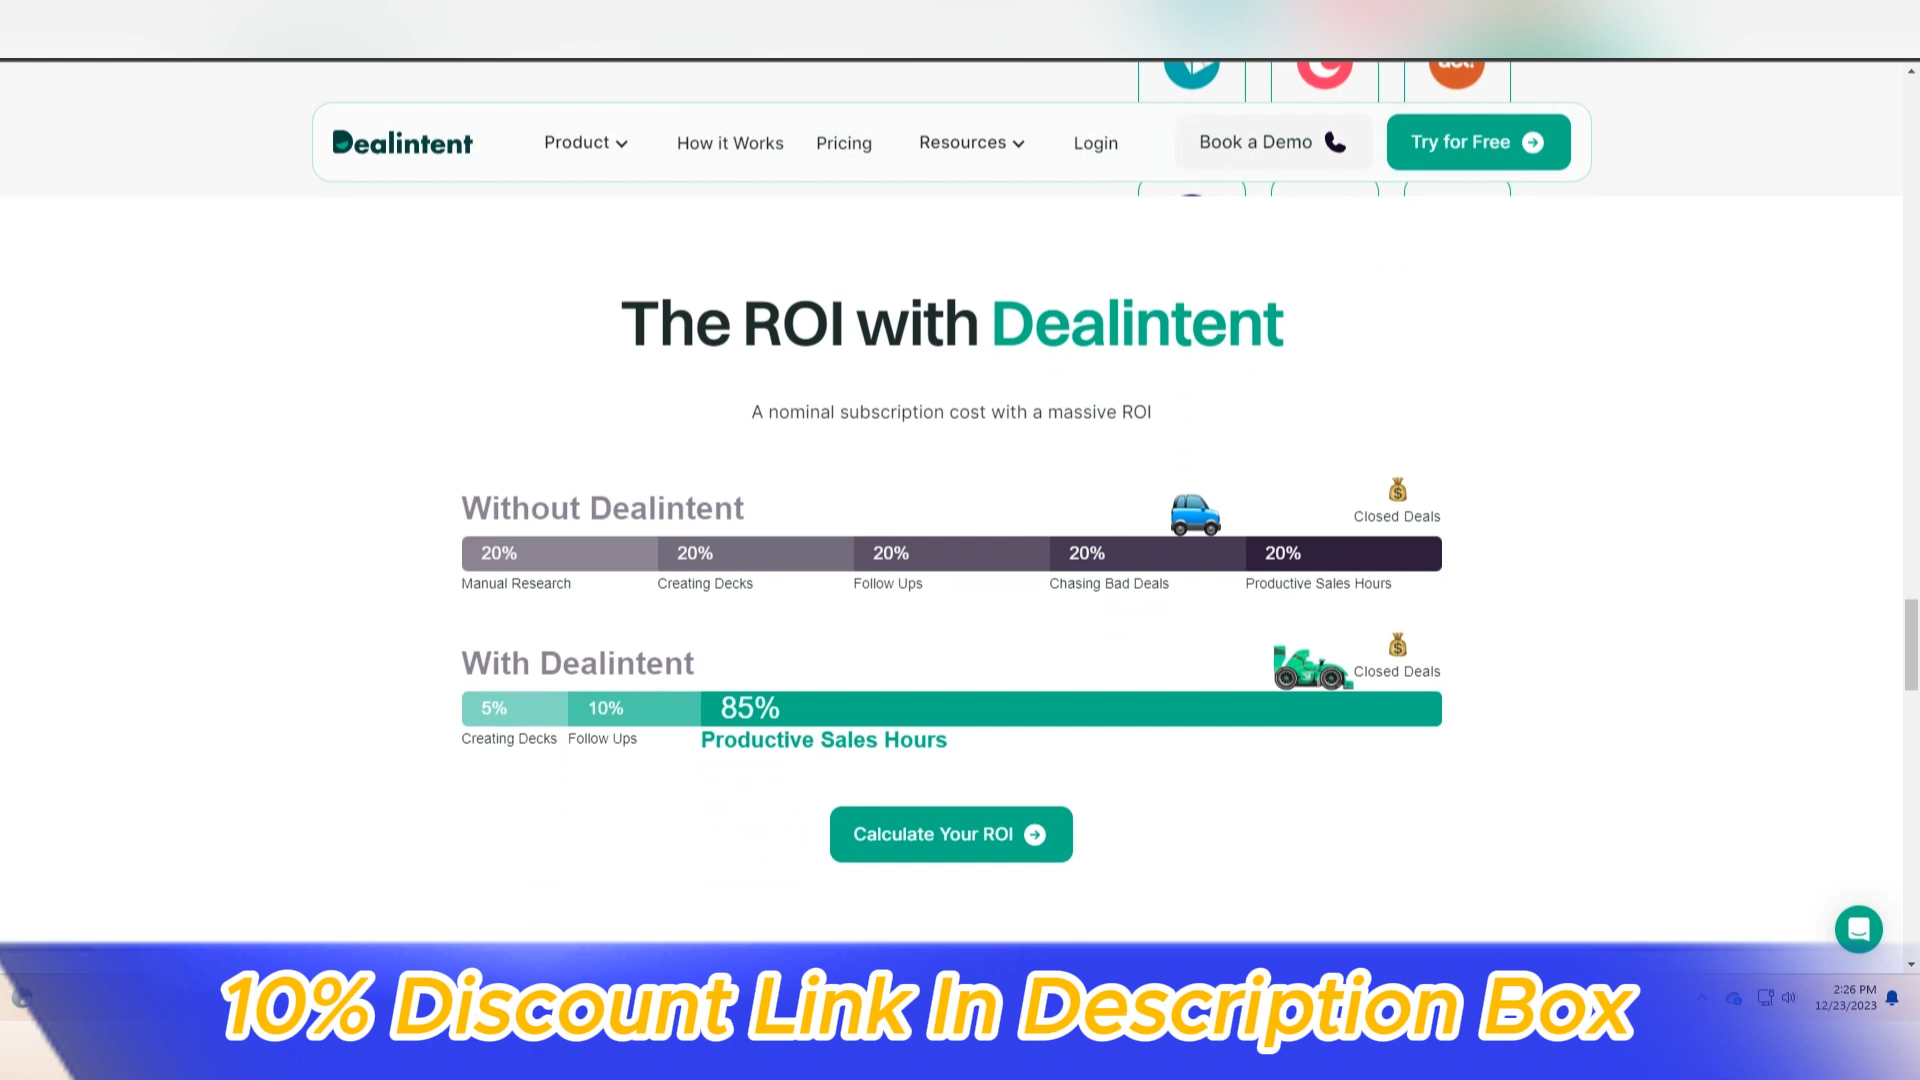 Dealintent
Product
How it Works
Pricing
Resources
Login
Book a Demo
Try for Free
The ROI with Dealintent
A nominal subscription cost with a massive ROI
Without Dealintent
Closed Deals
20% 20% 20% 20% 20%
Manual Research Creating Decks Follow Ups Chasing Bad Deals Productive Sales Hours
With Dealintent
Closed Deals
5% 10% 85%
Creating Decks Follow Ups Productive Sales Hours
Calculate Your ROI
10% Discount Link In Description Box
2:26 PM
12/23/2023